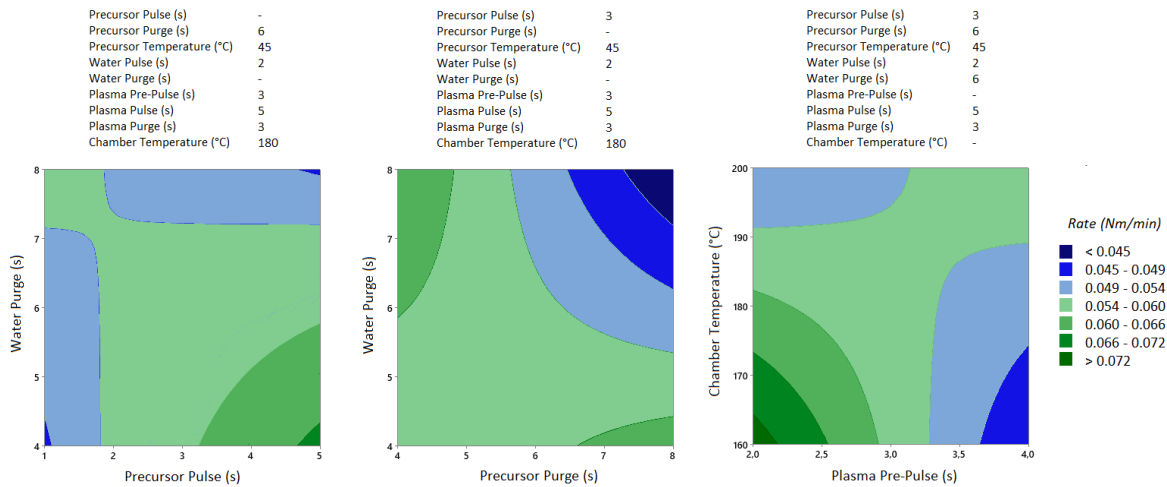 Precursor Pulse (s) -
Precursor Purge (s) 6
Precursor Temperature (°C) 45
Water Pulse (s) 2
Water Purge (s) -
Plasma Pre-Pulse (s) 3
Plasma Pulse (s) 5
Plasma Purge (s) 3
Chamber Temperature (°C) 180
8
7
6
5
4
Water Purge (s)
1 2 3 4 5
Precursor Pulse (s)
Precursor Pulse (s) 3
Precursor Purge (s) -
Precursor Temperature (°C) 45
Water Pulse (s) 2
Water Purge (s) -
Plasma Pre-Pulse (s) 3
Plasma Pulse (s) 5
Plasma Purge (s) 3
Chamber Temperature (°C) 180
8
7
6
5
4
Water Purge (s)
4 5 6 7 8
Precursor Purge (s)
Precursor Pulse (s) 3
Precursor Purge (s) 6
Precursor Temperature (°C) 45
Water Pulse (s) 2
Water Purge (s) 6
Plasma Pre-Pulse (s) -
Plasma Pulse (s) 5
Plasma Purge (s) 3
Chamber Temperature (°C) -
200
190
180
170
160
Chamber Temperature (°C)
2,0 2,5 3,0 3,5 4,0
Plasma Pre-Pulse (s)
Rate (Nm/min)
< 0.045
0.045 - 0.049
0.049 - 0.054
0.054 - 0.060
0.060 - 0.066
0.066 - 0.072
> 0.072